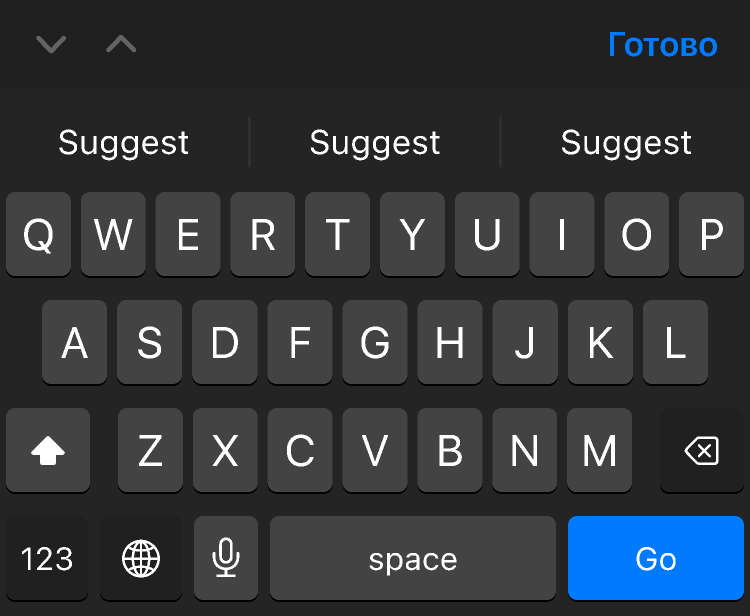 Готово
Suggest Suggest Suggest
Q W E R T Y U I O P
A S D F G H J K L
Z X C V B N M
123 space Go